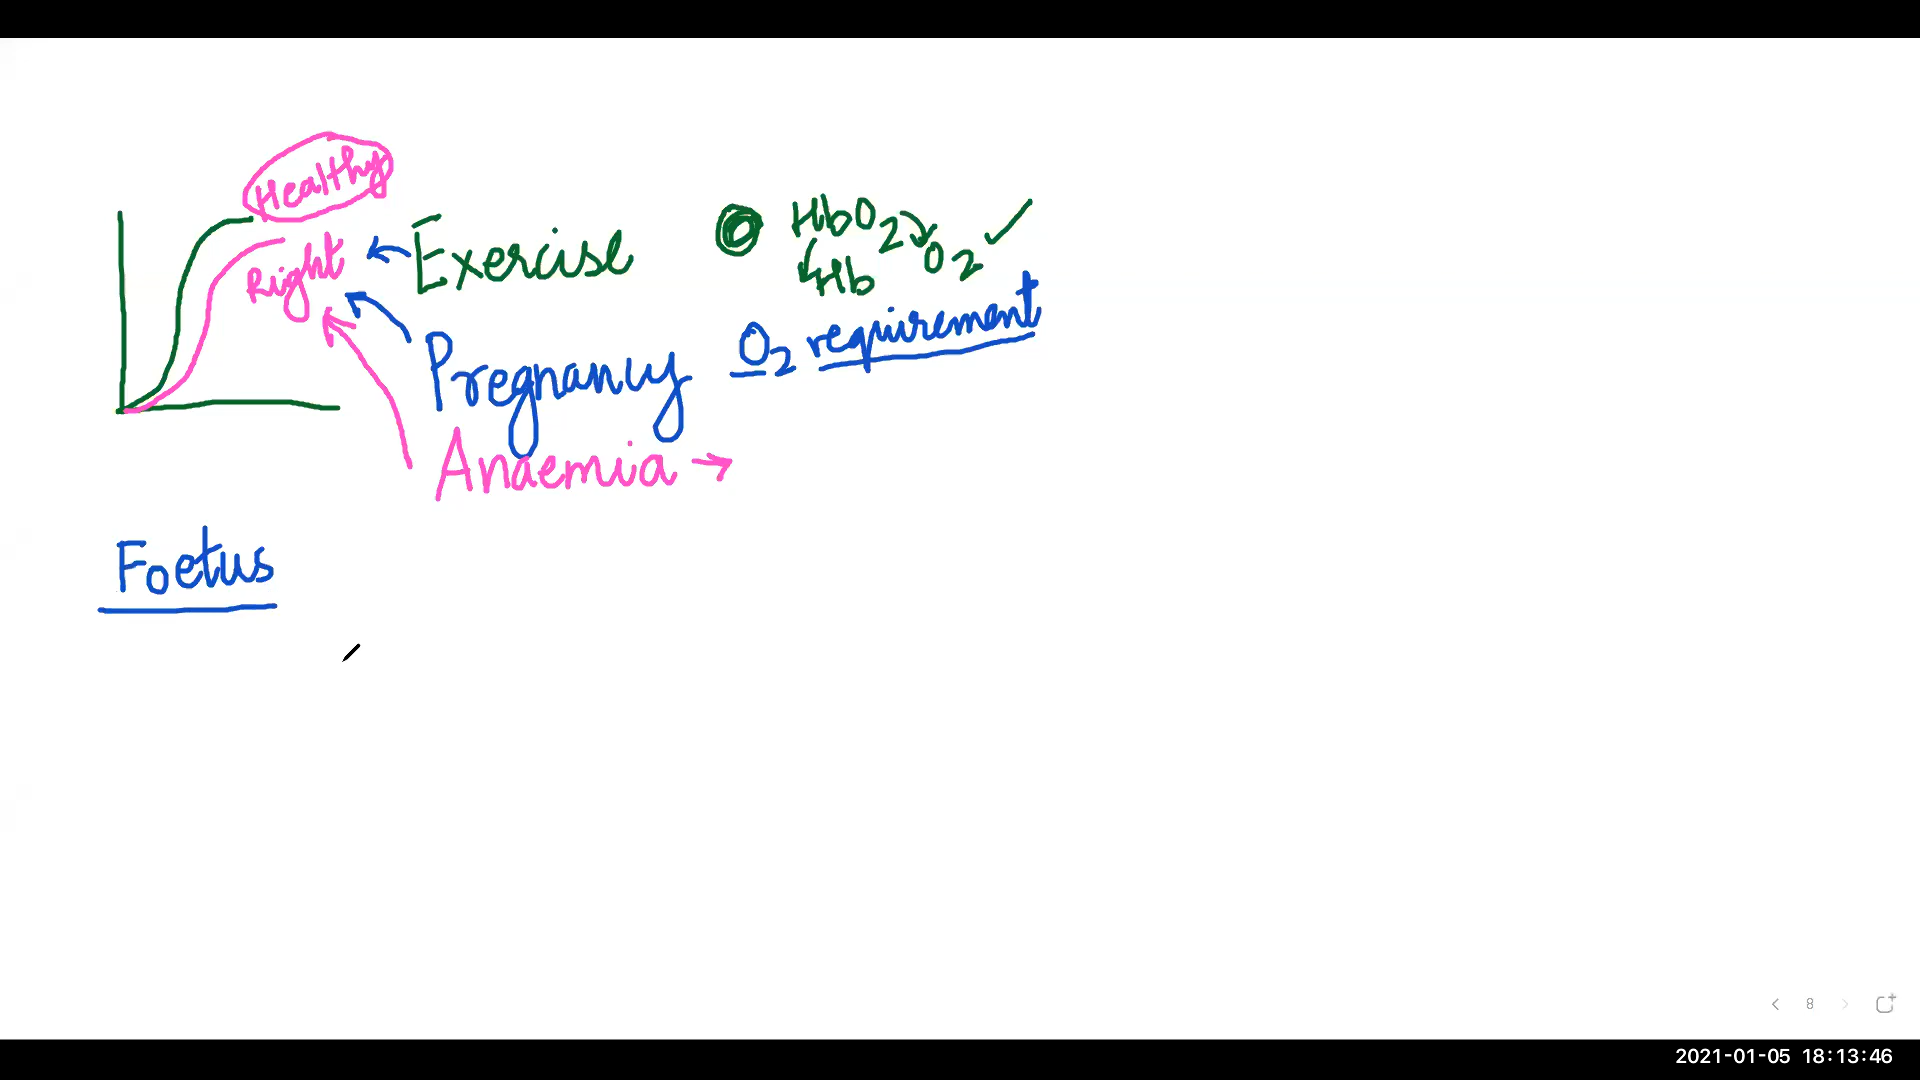 Healthy
Right
Exercise
HbO2 O2
Hb
O2 requirement
Pregnancy
Anaemia →
Foetus
8
2021-01-05 18:13:46